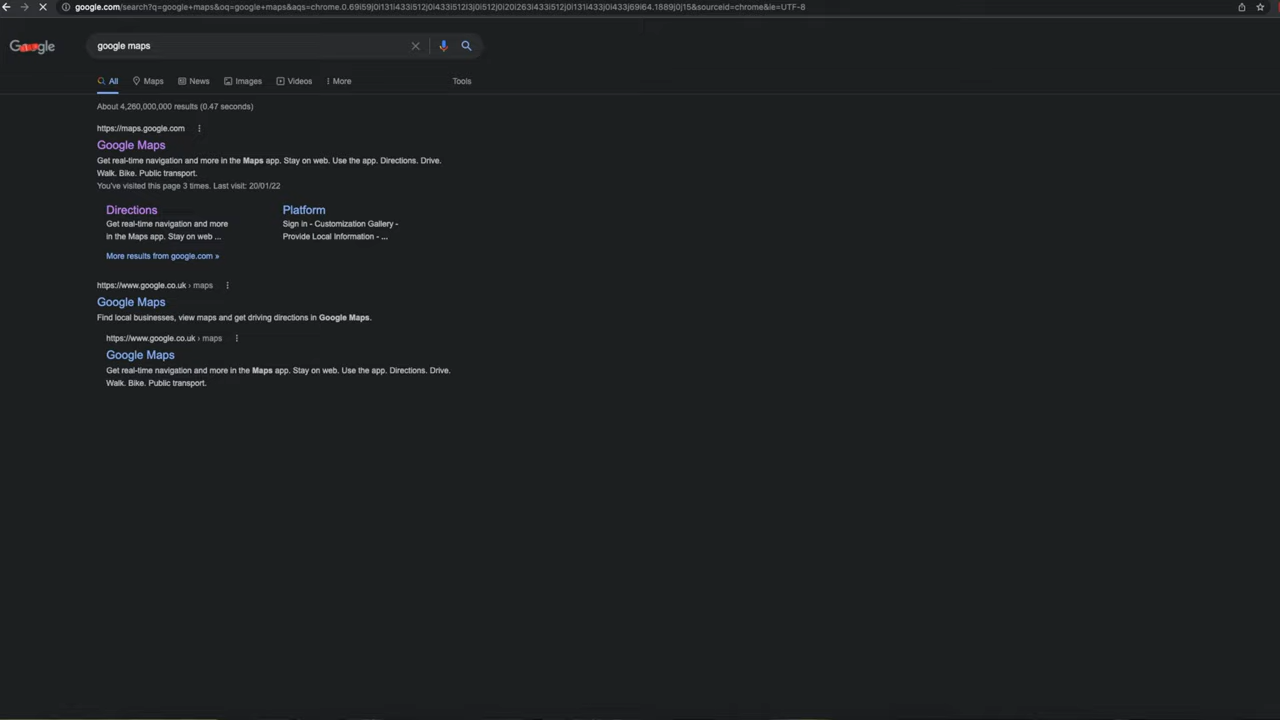 google.com/search?q=google+maps&oq=google+maps&aqs=chrome.0.69i59j0i131i433i512j0i433i512l3j0i512j0i20i263i433i512j0i131i433j69i64.1889j0j15&sourceid=chrome&ie=UTF-8
Google
google maps
All Maps News Images Videos More Tools
About 4,260,000,000 results (0.47 seconds)
https://maps.google.com
Google Maps
Get real-time navigation and more in the Maps app. Stay on web. Use the app. Directions. Drive.
Walk. Bike. Public transport.
You've visited this page 3 times. Last visit: 20/01/22
Directions
Get real-time navigation and more
in the Maps app. Stay on web ...
Platform
Sign in - Customization Gallery -
Provide Local Information - ...
More results from google.com »
https://www.google.co.uk › maps
Google Maps
Find local businesses, view maps and get driving directions in Google Maps.
https://www.google.co.uk › maps
Google Maps
Get real-time navigation and more in the Maps app. Stay on web. Use the app. Directions. Drive.
Walk. Bike. Public transport.